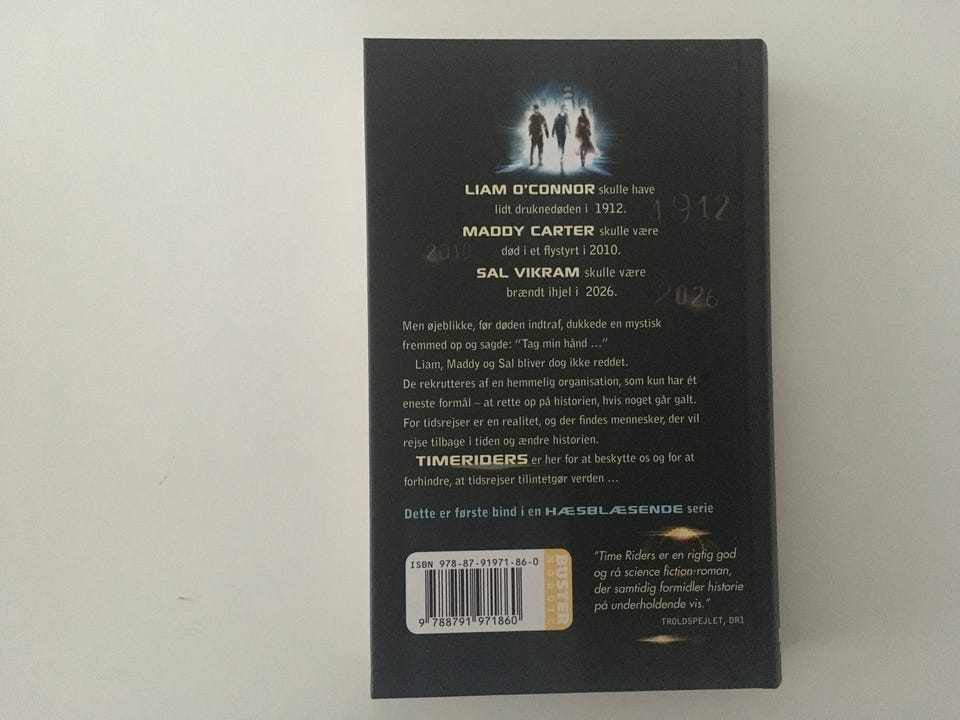 LIAM O'CONNOR skulle have
lidt druknedøden i 1912.
1912
MADDY CARTER skulle være
død i et flystyrt i 2010.
2010
SAL VIKRAM skulle være
brændt ihjel i 2026.
2026
Men øjeblikke, før døden indtraf, dukkede en mystisk
fremmed op og sagde: "Tag min hånd ..."
Liam, Maddy og Sal bliver dog ikke reddet.
De rekrutteres af en hemmelig organisation, som kun har ét
eneste formål – at rette op på historien, hvis noget går galt.
For tidsrejser er en realitet, og der findes mennesker, der vil
rejse tilbage i tiden og ændre historien.
TIMERIDERS er her for at beskytte os og for at
forhindre, at tidsrejser tilintetgør verden ...
Dette er første bind i en HÆSBLÆSENDE serie
ISBN 978-87-91971-86-0
9 788791 971860
BUSTER
NORDIC
"Time Riders er en rigtig god
og rå science fiction-roman,
der samtidig formidler historie
på underholdende vis."
TROLDSPEJLET, DR1